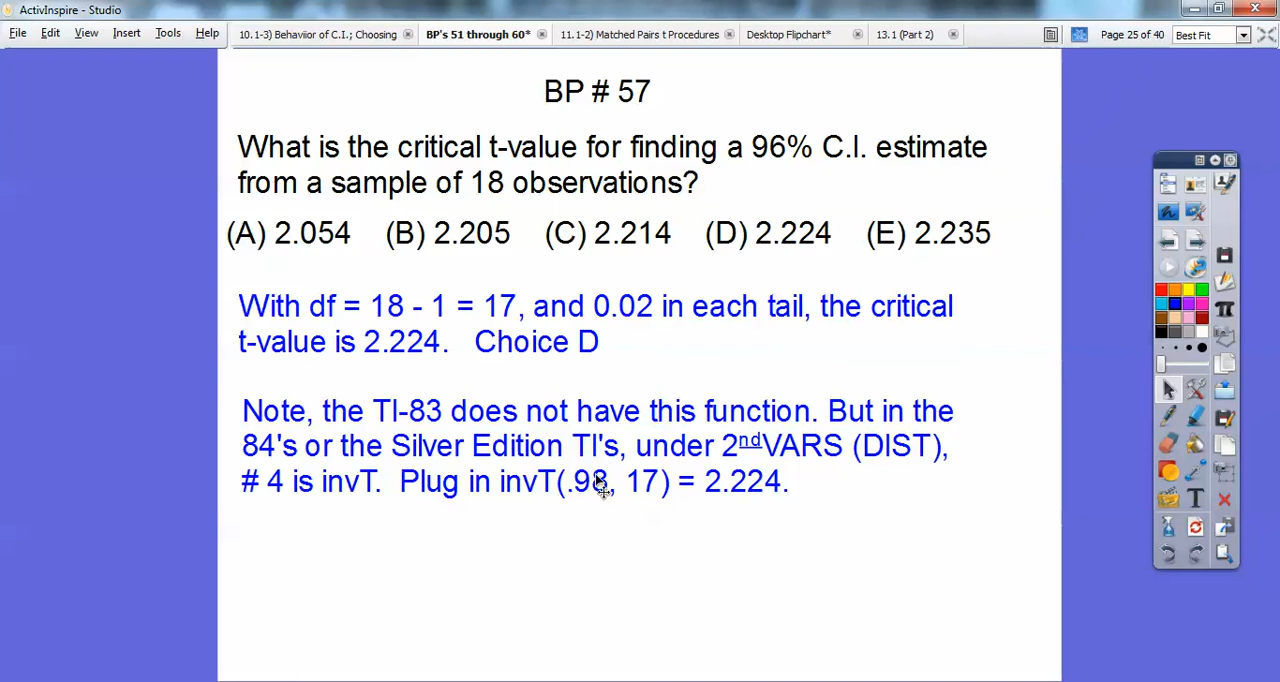 ActivInspire - Studio
File Edit View Insert Tools Help
10.1-3) Behaviior of C.I.; Choosing
BP's 51 through 60*
11.1-2) Matched Pairs t Procedures
Desktop Flipchart*
13.1 (Part 2)
Page 25 of 40
Best Fit
BP # 57
What is the critical t-value for finding a 96% C.I. estimate
from a sample of 18 observations?
(A) 2.054 (B) 2.205 (C) 2.214 (D) 2.224 (E) 2.235
With df = 18 - 1 = 17, and 0.02 in each tail, the critical
t-value is 2.224. Choice D
Note, the TI-83 does not have this function. But in the
84's or the Silver Edition TI's, under 2ndVARS (DIST),
# 4 is invT. Plug in invT(.98, 17) = 2.224.